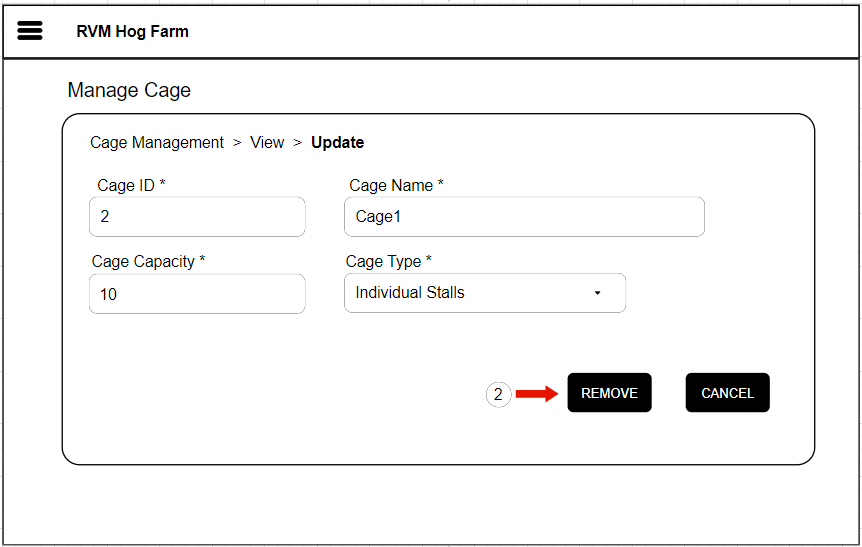 RVM Hog Farm
Manage Cage
Cage Management > View > Update
Cage ID * Cage Name *
2 Cage1
Cage Capacity * Cage Type *
10 Individual Stalls
2 REMOVE CANCEL